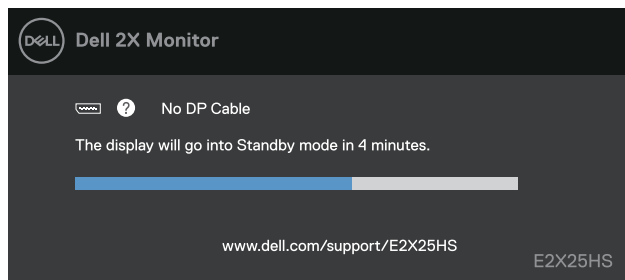 DELL Dell 2X Monitor
? No DP Cable
The display will go into Standby mode in 4 minutes.
www.dell.com/support/E2X25HS
E2X25HS